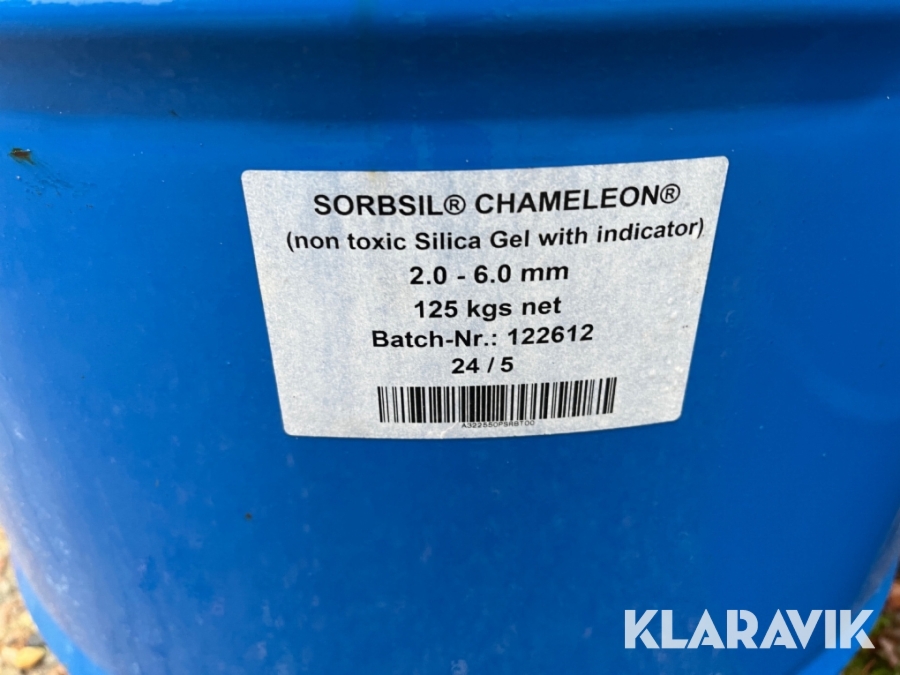 SORBSIL® CHAMELEON®
(non toxic Silica Gel with indicator)
2.0 - 6.0 mm
125 kgs net
Batch-Nr.: 122612
24 / 5
KLARAVIK